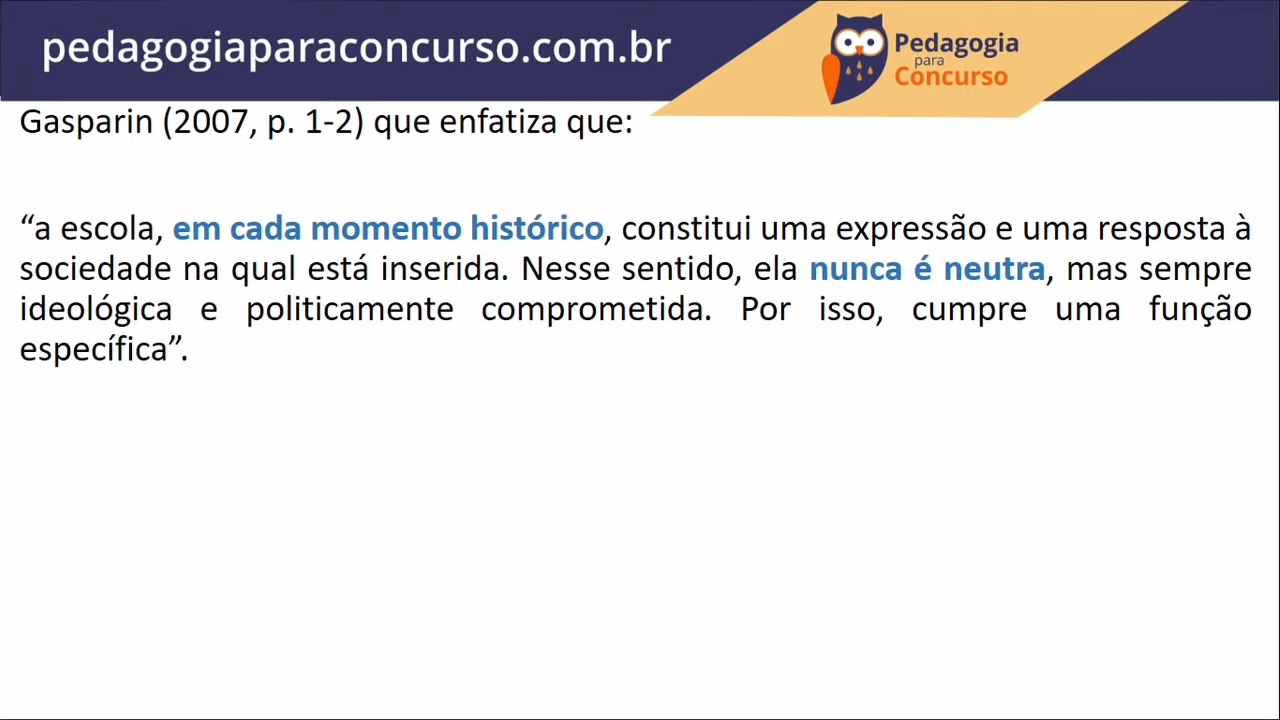 pedagogiaparaconcurso.com.br
Pedagogia
para
Concurso
Gasparin (2007, p. 1-2) que enfatiza que:
“a escola, em cada momento histórico, constitui uma expressão e uma resposta à
sociedade na qual está inserida. Nesse sentido, ela nunca é neutra, mas sempre
ideológica e politicamente comprometida. Por isso, cumpre uma função
específica”.